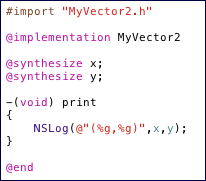 #import "MyVector2.h"
@implementation MyVector2
@synthesize x;
@synthesize y;
-(void) print
{
NSLog(@"(%g,%g)",x,y);
}
@end